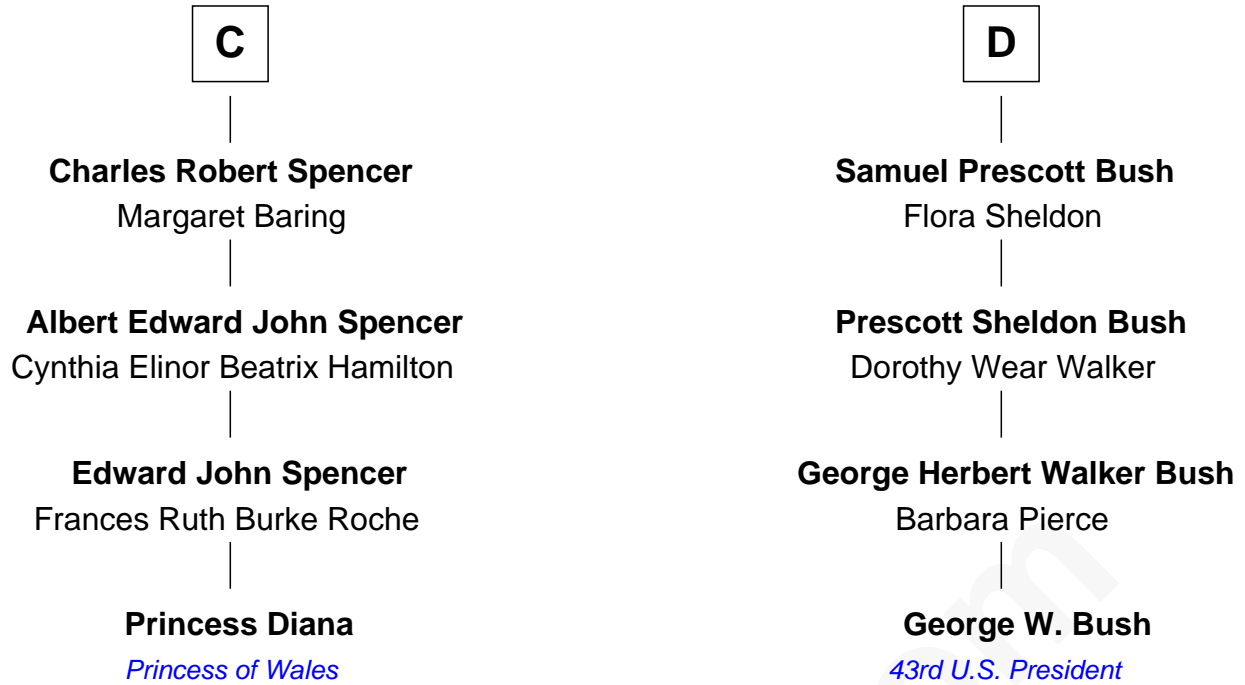 C
Charles Robert Spencer
Margaret Baring
Albert Edward John Spencer
Cynthia Elinor Beatrix Hamilton
Edward John Spencer
Frances Ruth Burke Roche
Princess Diana
Princess of Wales
D
Samuel Prescott Bush
Flora Sheldon
Prescott Sheldon Bush
Dorothy Wear Walker
George Herbert Walker Bush
Barbara Pierce
George W. Bush
43rd U.S. President